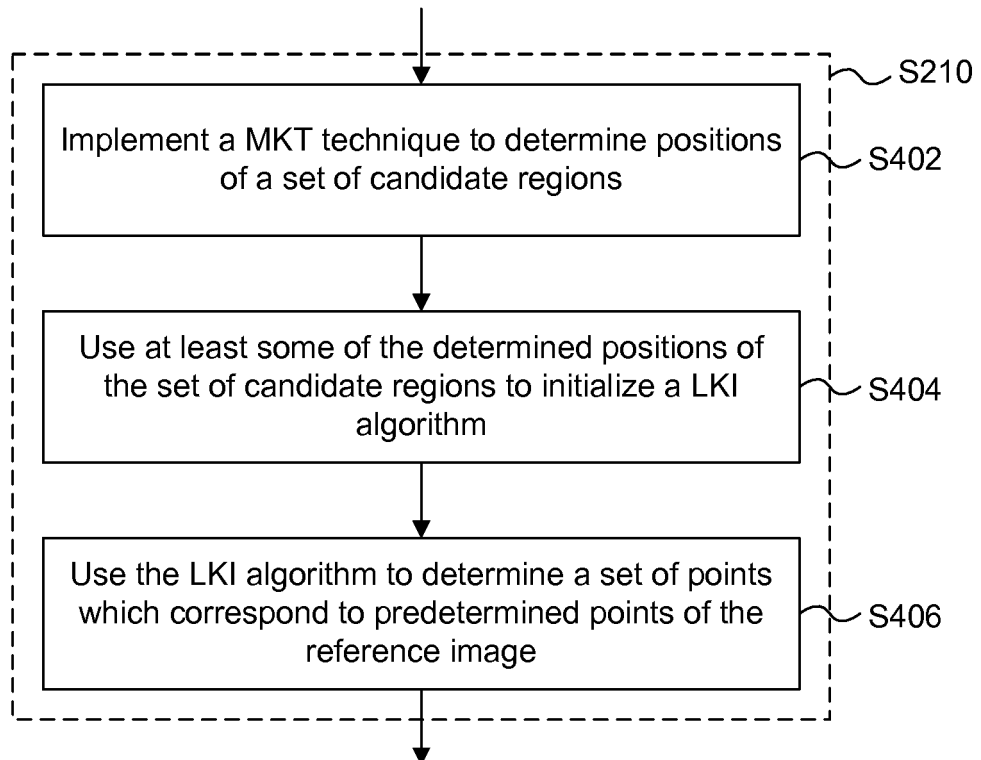 S210
Implement a MKT technique to determine positions
of a set of candidate regions
S402
Use at least some of the determined positions of
the set of candidate regions to initialize a LKI
algorithm
S404
Use the LKI algorithm to determine a set of points
which correspond to predetermined points of the
reference image
S406